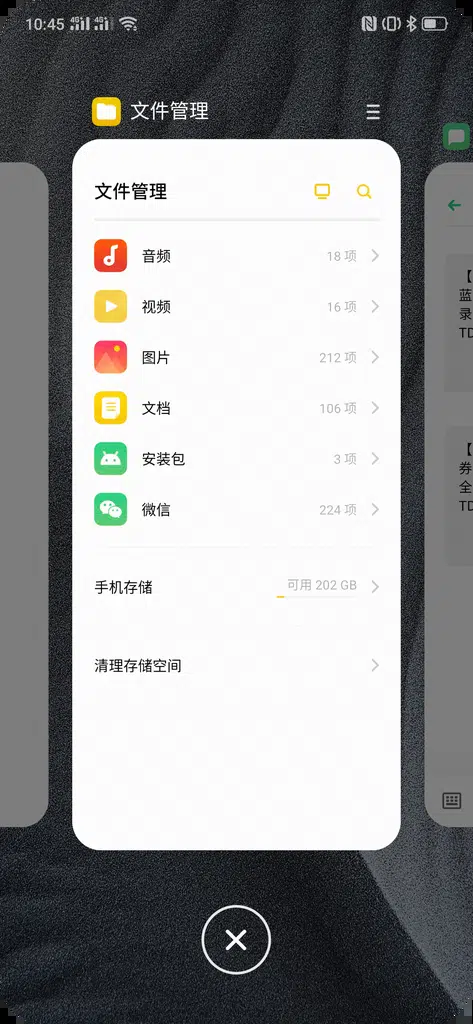 10:45
文件管理
文件管理
音频 18 项
视频 16 项
图片 212 项
文档 106 项
安装包 3 项
微信 224 项
手机存储 可用 202 GB
清理存储空间
【
蓝
录
TD
【
券
全
TD